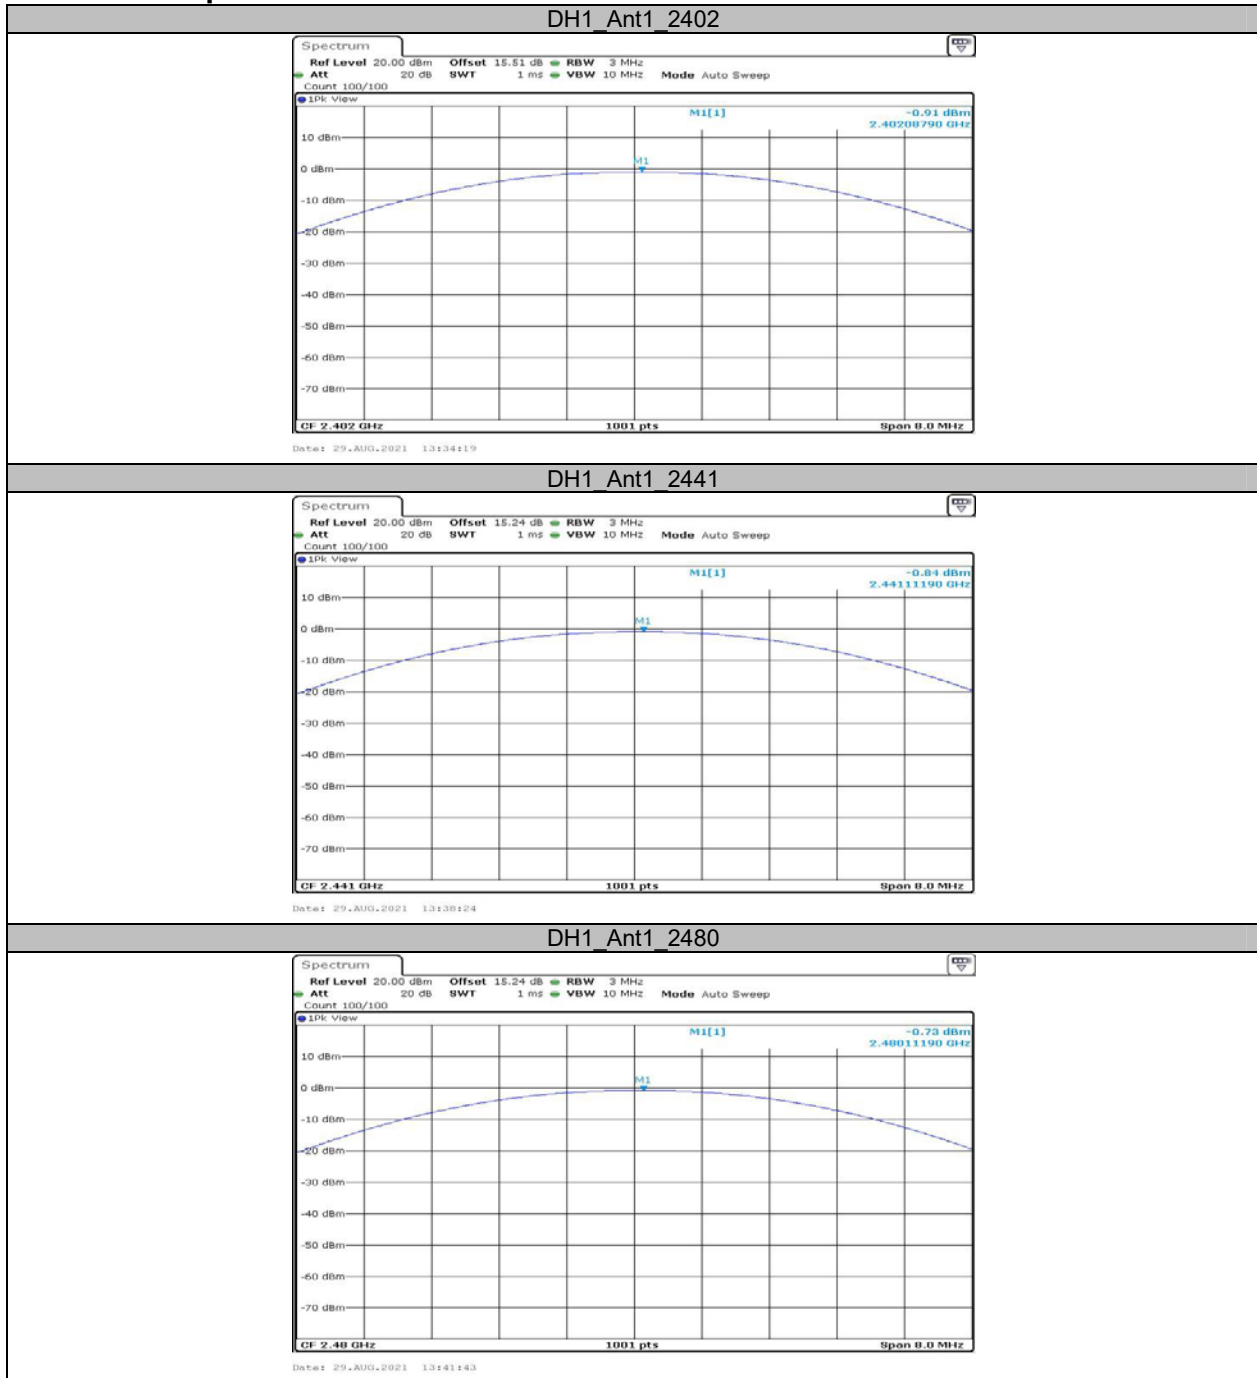 DH1_Ant1_2402
Spectrum
Ref Level 20.00 dBm Offset 15.51 dB RBW 3 MHz
Att 20 dB SWT 1 ms VBW 10 MHz Mode Auto Sweep
Count 100/100
1Pk View
M1[1] -0.91 dBm
2.40208790 GHz
10 dBm
M1
0 dBm
-10 dBm
-20 dBm
-30 dBm
-40 dBm
-50 dBm
-60 dBm
-70 dBm
CF 2.402 GHz 1001 pts Span 8.0 MHz
Date: 29.AUG.2021 13:34:19
DH1_Ant1_2441
Spectrum
Ref Level 20.00 dBm Offset 15.24 dB RBW 3 MHz
Att 20 dB SWT 1 ms VBW 10 MHz Mode Auto Sweep
Count 100/100
1Pk View
M1[1] -0.84 dBm
2.44111190 GHz
10 dBm
M1
0 dBm
-10 dBm
-20 dBm
-30 dBm
-40 dBm
-50 dBm
-60 dBm
-70 dBm
CF 2.441 GHz 1001 pts Span 8.0 MHz
Date: 29.AUG.2021 13:38:24
DH1_Ant1_2480
Spectrum
Ref Level 20.00 dBm Offset 15.24 dB RBW 3 MHz
Att 20 dB SWT 1 ms VBW 10 MHz Mode Auto Sweep
Count 100/100
1Pk View
M1[1] -0.73 dBm
2.48011190 GHz
10 dBm
M1
0 dBm
-10 dBm
-20 dBm
-30 dBm
-40 dBm
-50 dBm
-60 dBm
-70 dBm
CF 2.48 GHz 1001 pts Span 8.0 MHz
Date: 29.AUG.2021 13:41:43